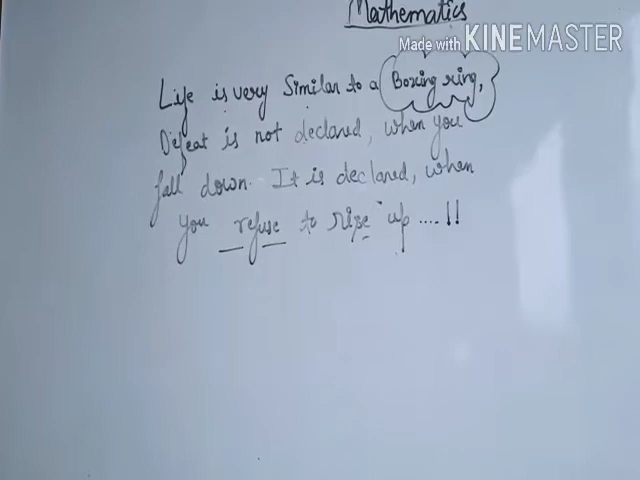 Mathematics
Made with KINEMASTER
Life is very Similar to a Boxing ring,
Defeat is not declared, when you
fall down. It is declared, when
you refuse to rise up ....!!